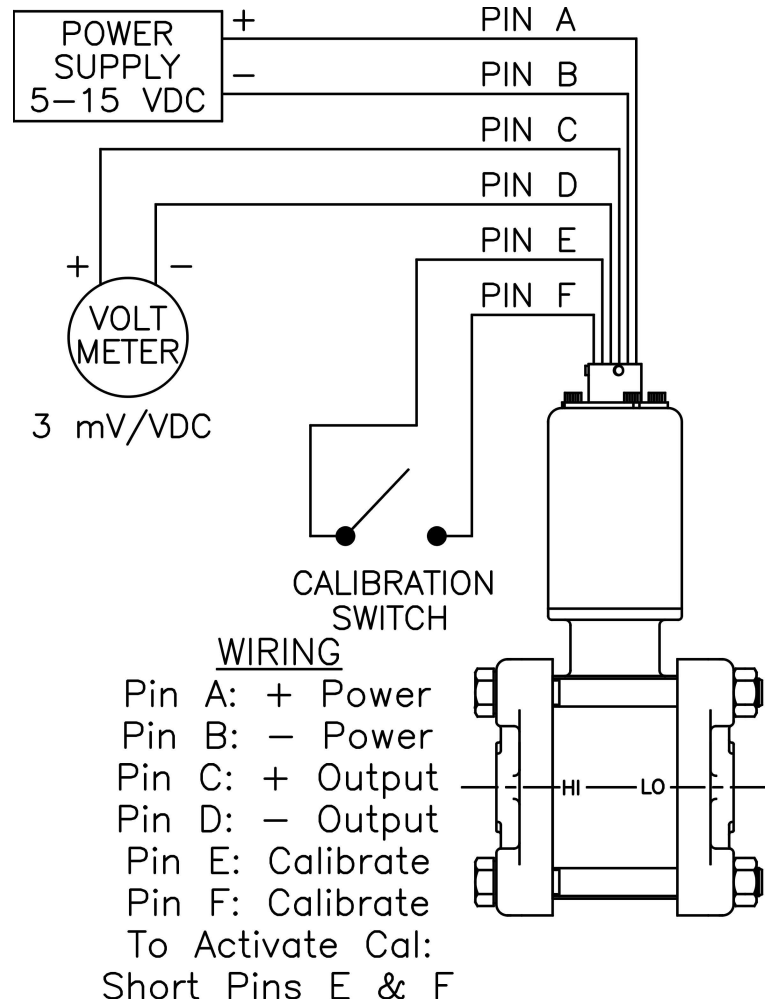 POWER
SUPPLY
5-15 VDC
+
-
PIN A
PIN B
PIN C
PIN D
PIN E
PIN F
+
-
VOLT
METER
3 mV/VDC
CALIBRATION
SWITCH
WIRING
Pin A: + Power
Pin B: - Power
Pin C: + Output
Pin D: - Output
Pin E: Calibrate
Pin F: Calibrate
To Activate Cal:
Short Pins E & F
HI
LO